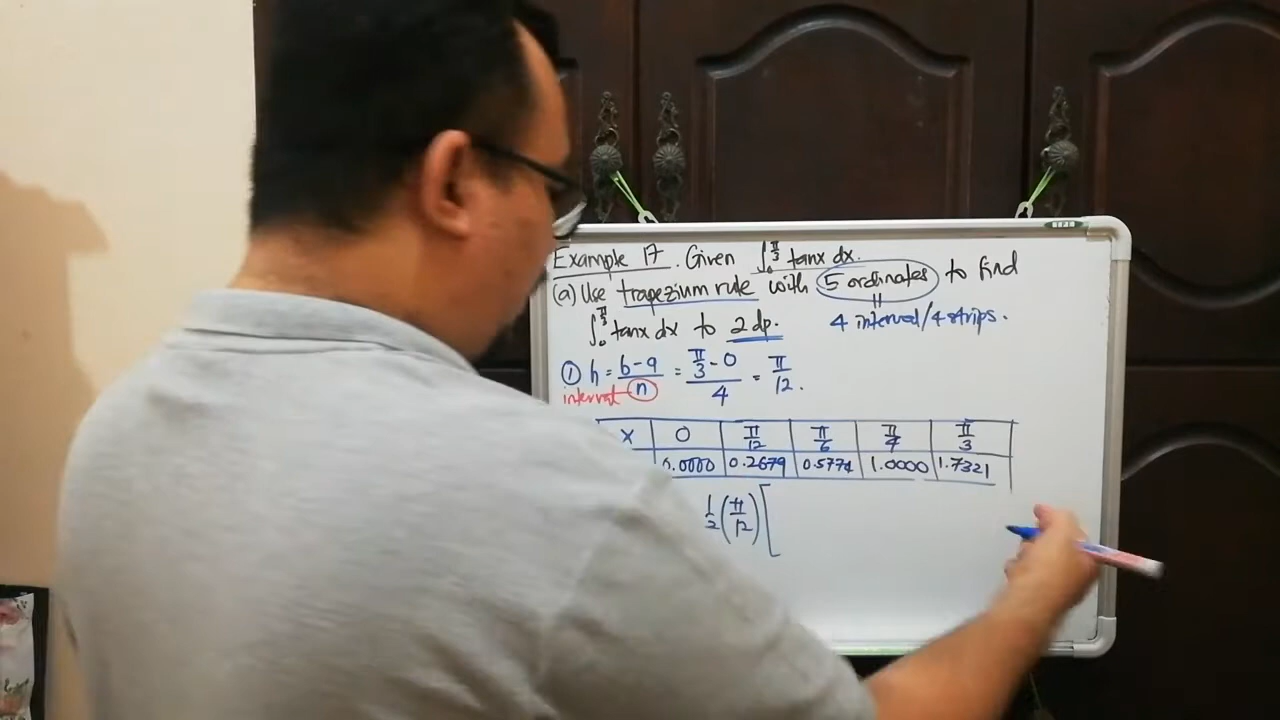 Example 17. Given ∫₀^(π/3) tanx dx.
(a) Use trapezium rule with 5 ordinates to find
∫₀^(π/3) tanx dx to 2 dp. 4 interval/4 strips.
① h = (b-a)/n = (π/3 - 0)/4 = π/12.
interval
x 0 π/12 π/6 π/4 π/3
0.0000 0.2679 0.5774 1.0000 1.7321
1/2 (π/12) [